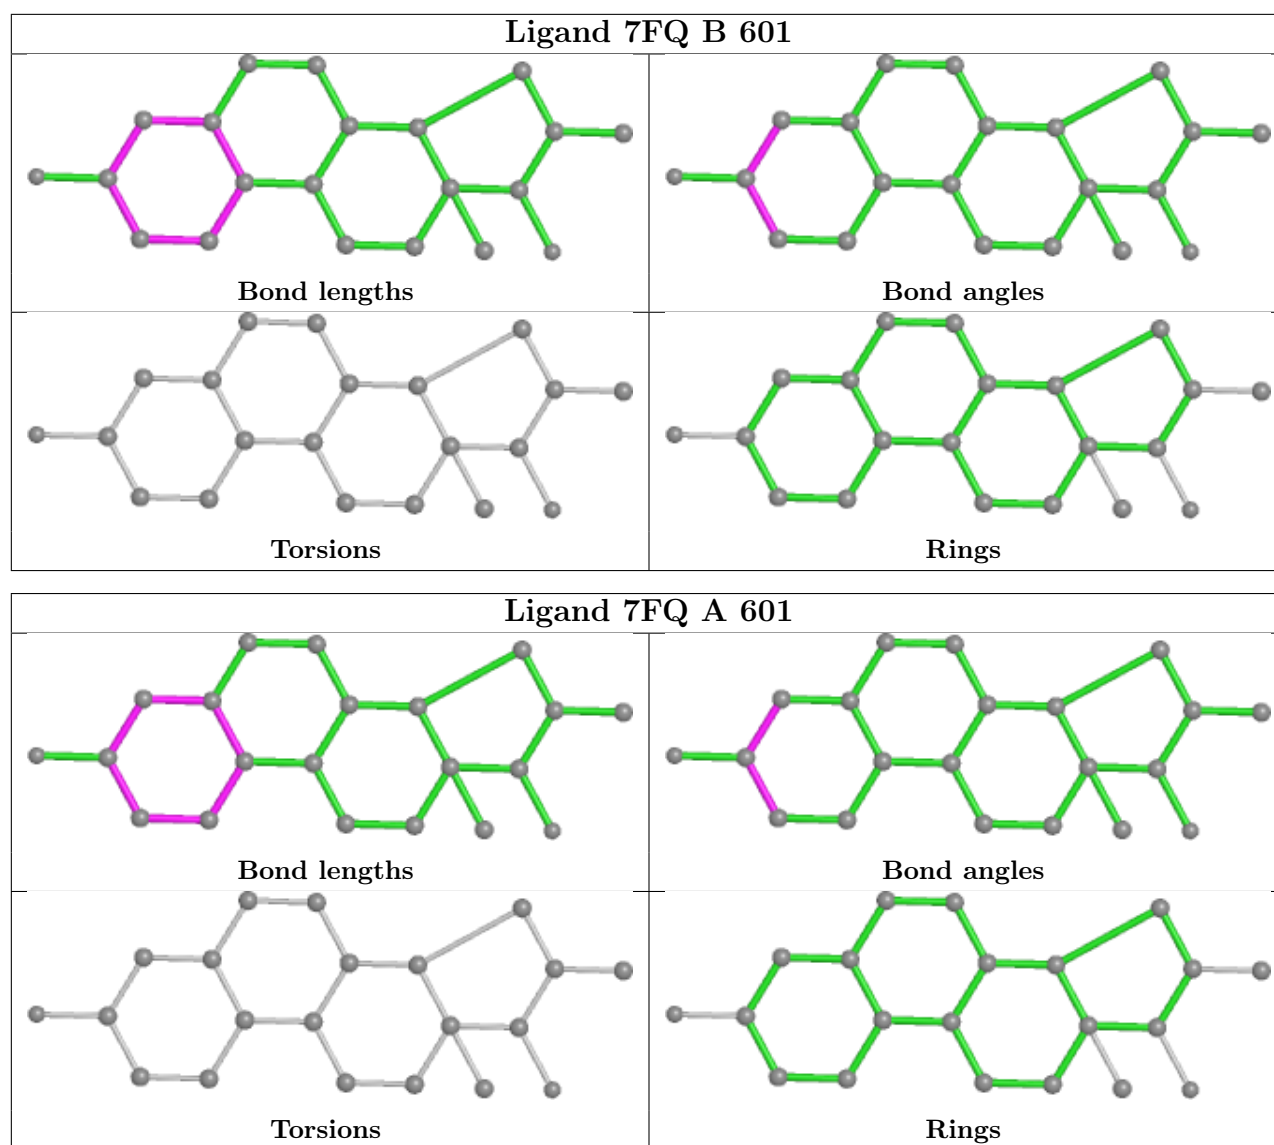 Ligand 7FQ B 601
Bond lengths
Bond angles
Torsions
Rings
Ligand 7FQ A 601
Bond lengths
Bond angles
Torsions
Rings